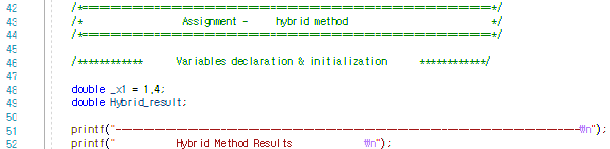 42 /*=====================================================*/
43 /* Assignment - hybrid method */
44 /*=====================================================*/
45
46 /************ Variables declaration & initialization ************/
47
48 double _x1 = 1.4;
49 double Hybrid_result;
50
51 printf("------------------------------------------------------------₩n");
52 printf(" Hybrid Method Results ₩n");